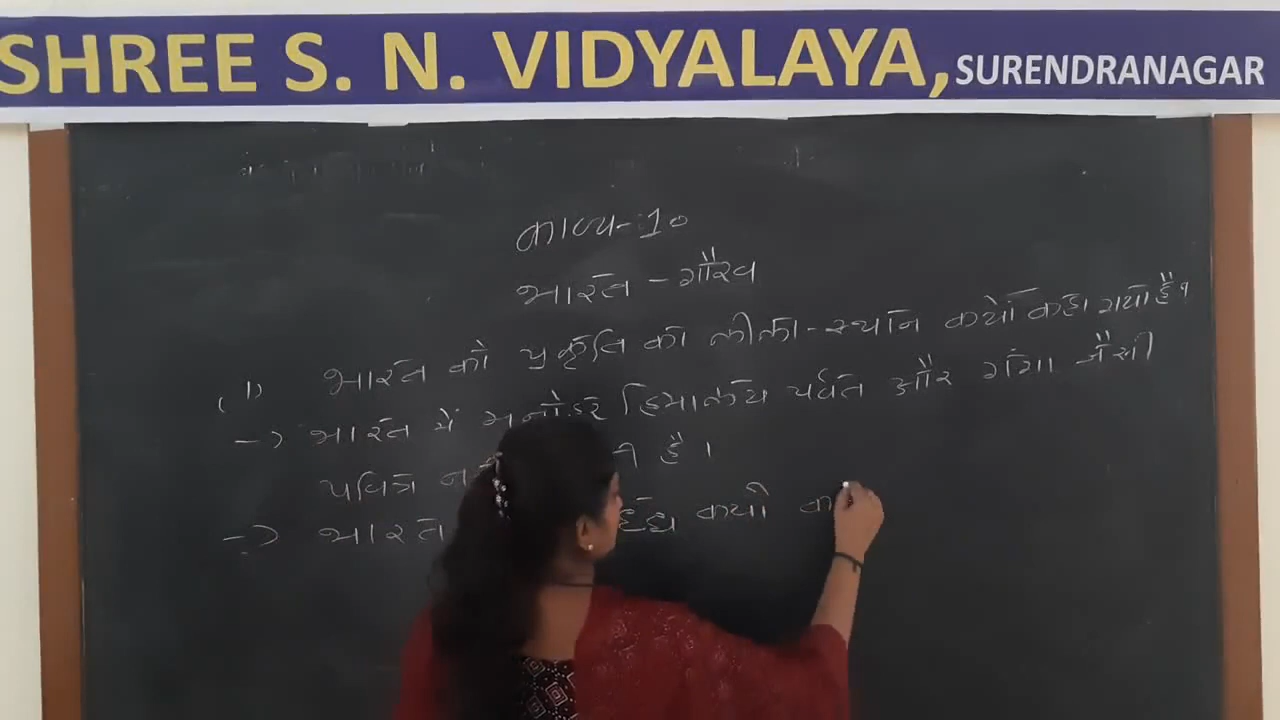 SHREE S. N. VIDYALAYA, SURENDRANAGAR
काव्य-:10
भारत - गौरव
(1) भारत को प्रकृति का लीला-स्थान क्यों कहा गया है?
-> भारत में मनोहर हिमालय पर्वत और गंगा जैसी
पवित्र है ।
-> भारत क्यों क